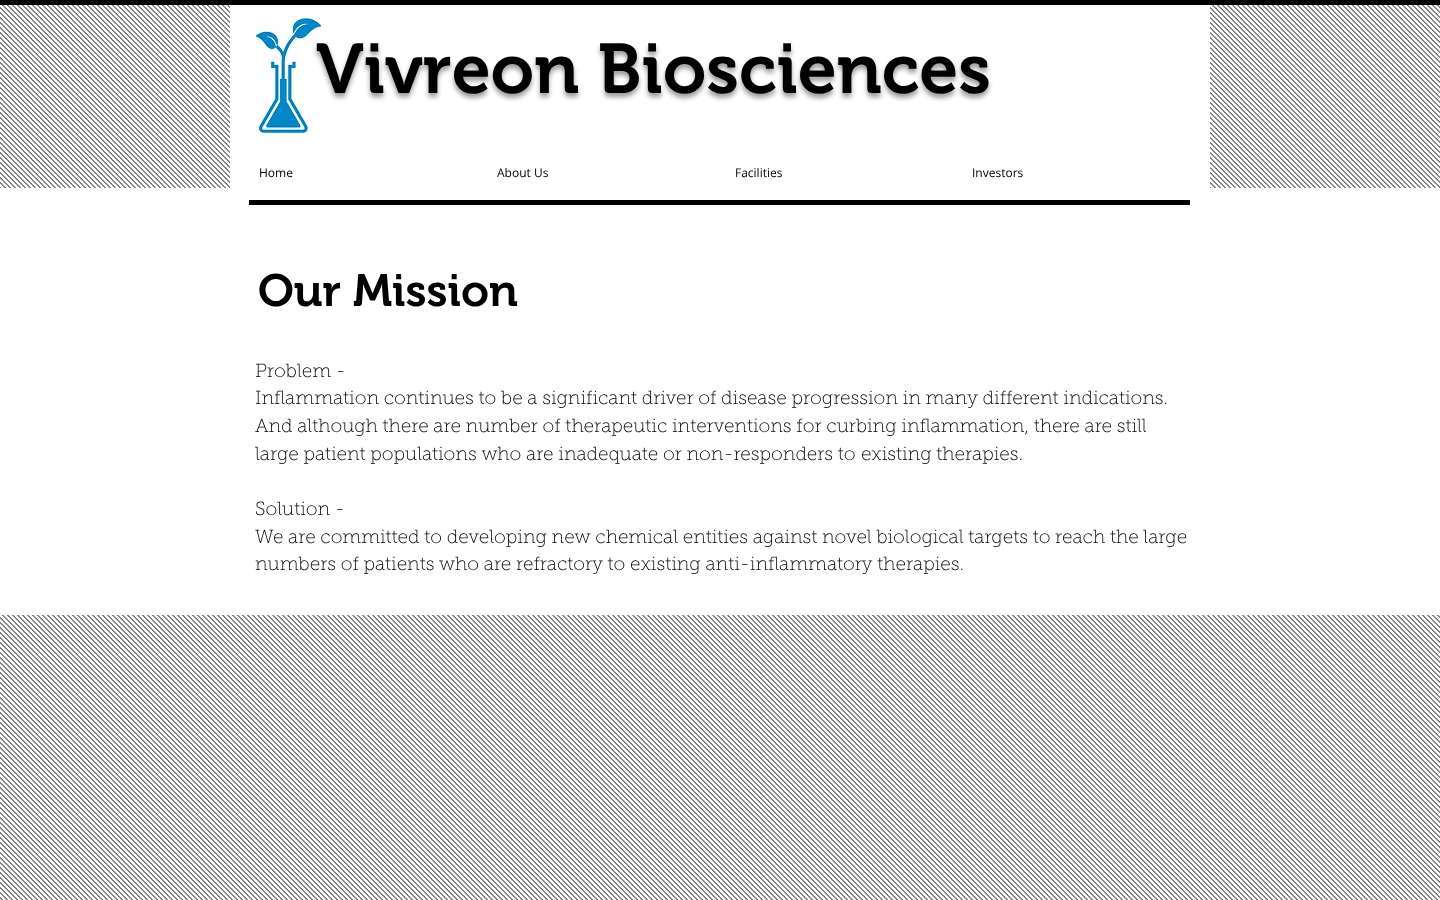 Vivreon Biosciences
Home
About Us
Facilities
Investors
Our Mission
Problem -
Inflammation continues to be a significant driver of disease progression in many different indications.
And although there are number of therapeutic interventions for curbing inflammation, there are still
large patient populations who are inadequate or non-responders to existing therapies.
Solution -
We are committed to developing new chemical entities against novel biological targets to reach the large
numbers of patients who are refractory to existing anti-inflammatory therapies.